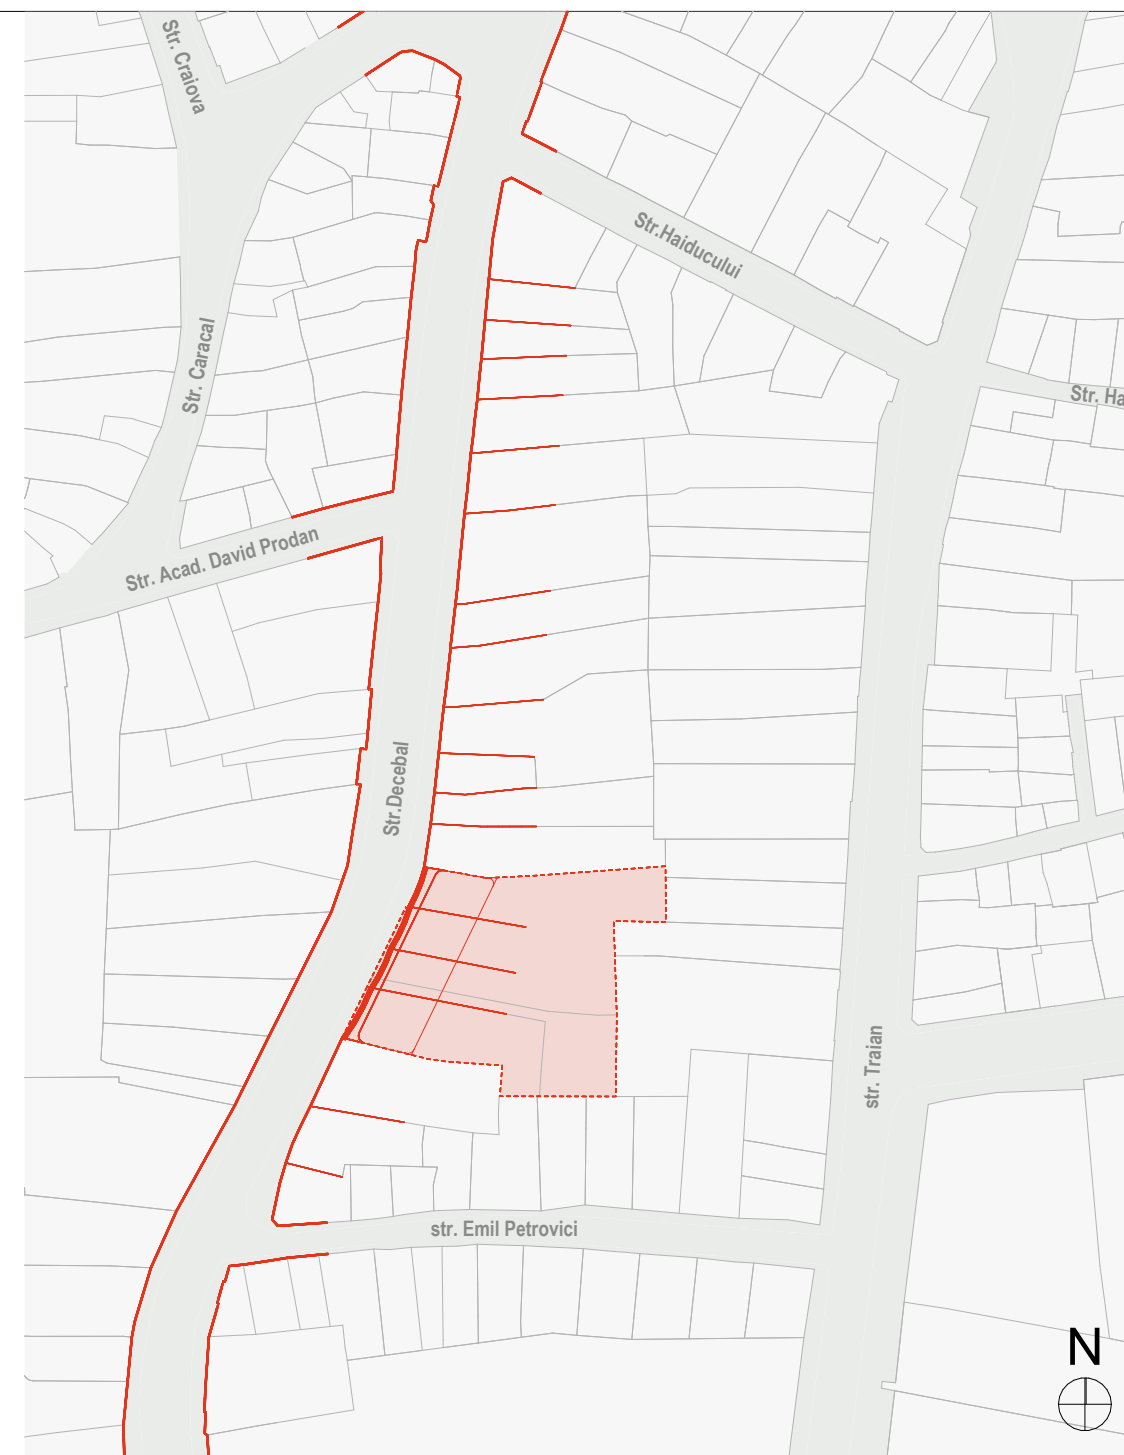 Str. Craiova
Str.Haiducului
Str. Caracal
Str. Ha
Str. Acad. David Prodan
Str.Decebal
str. Traian
str. Emil Petrovici
N